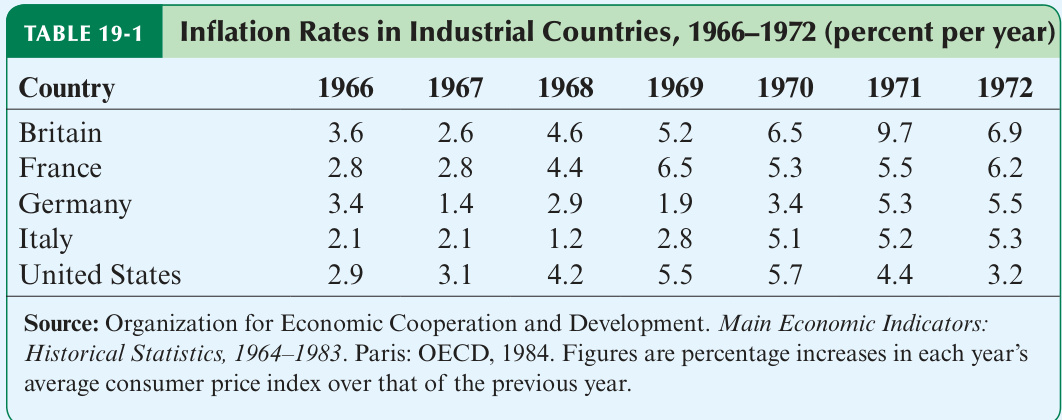 TABLE 19-1 Inflation Rates in Industrial Countries, 1966–1972 (percent per year)
Country 1966 1967 1968 1969 1970 1971 1972
Britain 3.6 2.6 4.6 5.2 6.5 9.7 6.9
France 2.8 2.8 4.4 6.5 5.3 5.5 6.2
Germany 3.4 1.4 2.9 1.9 3.4 5.3 5.5
Italy 2.1 2.1 1.2 2.8 5.1 5.2 5.3
United States 2.9 3.1 4.2 5.5 5.7 4.4 3.2
Source: Organization for Economic Cooperation and Development. Main Economic Indicators:
Historical Statistics, 1964–1983. Paris: OECD, 1984. Figures are percentage increases in each year’s
average consumer price index over that of the previous year.